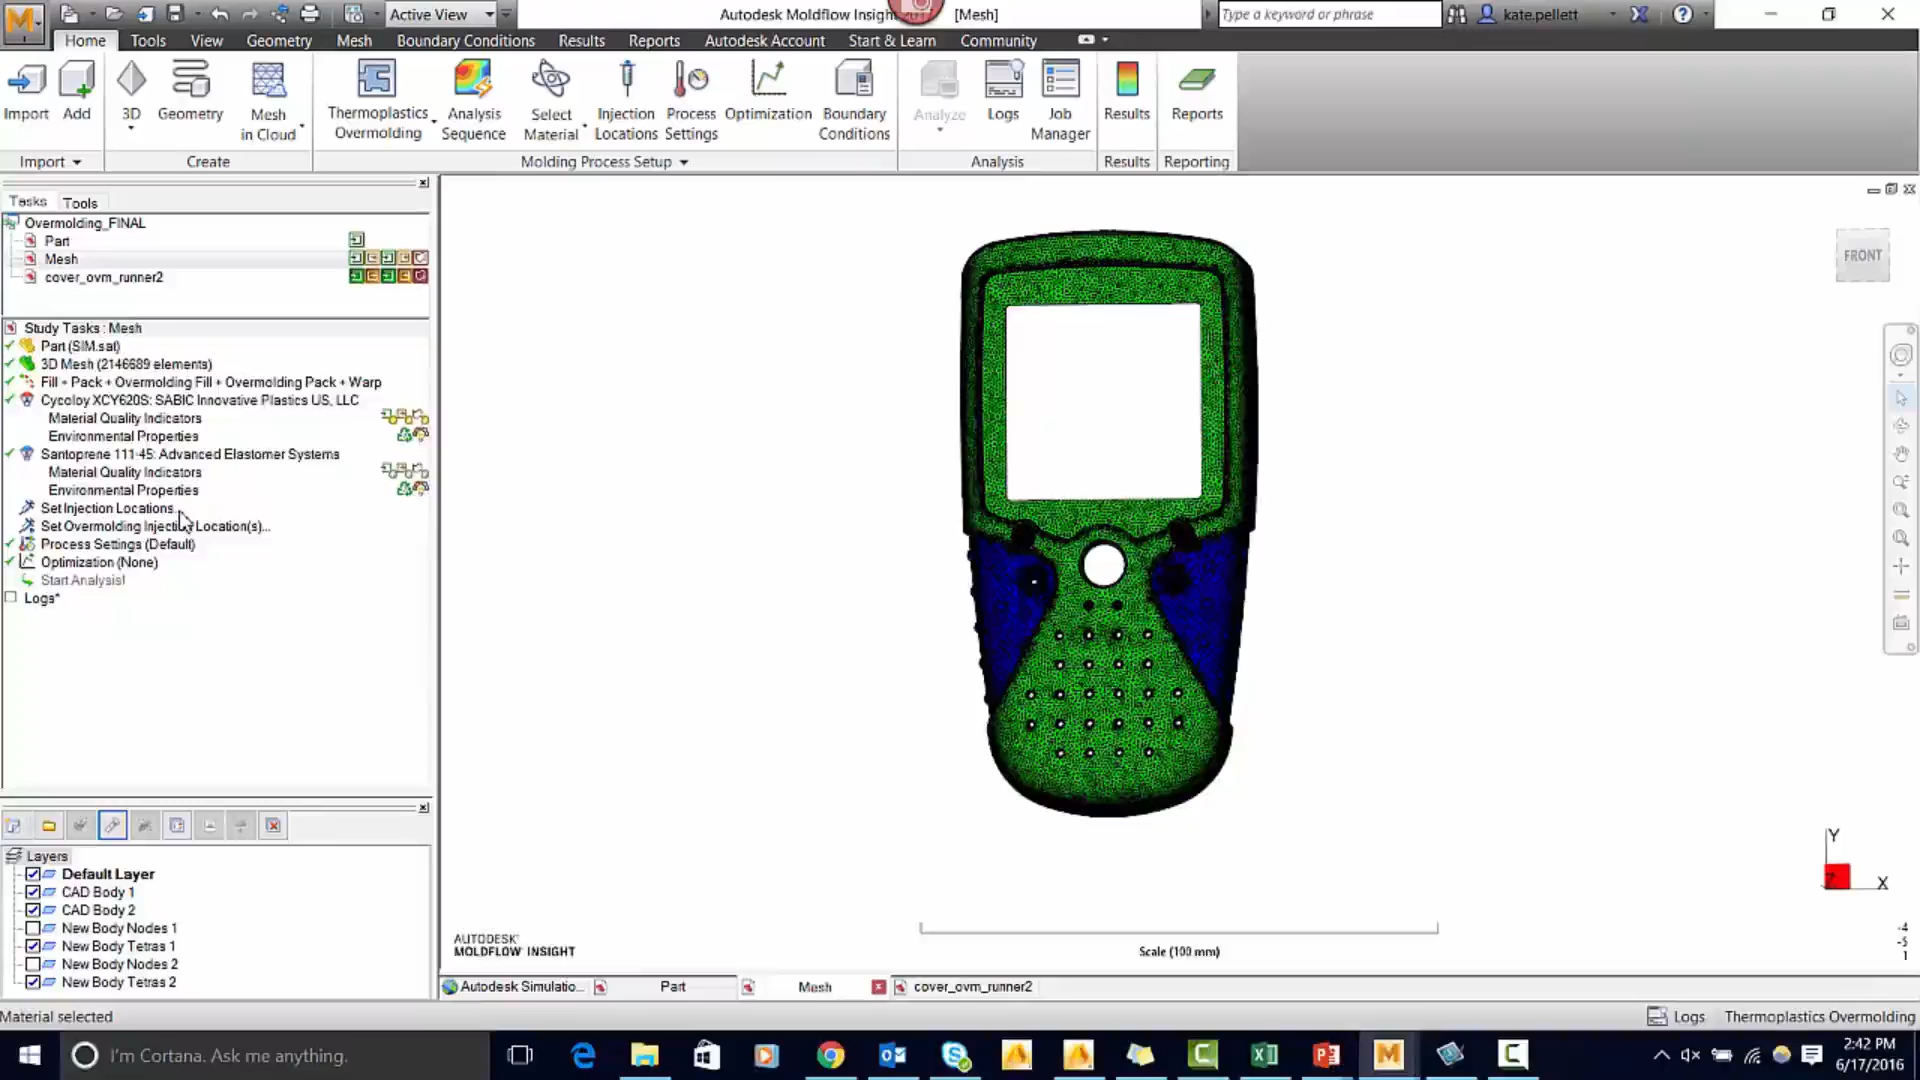 Active View
Autodesk Moldflow Insight
[Mesh]
Type a keyword or phrase
kate.pellett
Home
Tools
View
Geometry
Mesh
Boundary Conditions
Results
Reports
Autodesk Account
Start & Learn
Community
Import
Add
3D
Geometry
Mesh
in Cloud
Thermoplastics
Overmolding
Analysis
Sequence
Select
Material
Injection
Locations
Process
Settings
Optimization
Boundary
Conditions
Analyze
Logs
Job
Manager
Results
Reports
Import
Create
Molding Process Setup
Analysis
Results
Reporting
Tasks
Tools
Overmolding_FINAL
Part
Mesh
cover_ovm_runner2
Study Tasks : Mesh
Part (SIM.sat)
3D Mesh (2146689 elements)
Fill + Pack + Overmolding Fill + Overmolding Pack + Warp
Cycoloy XCY620S: SABIC Innovative Plastics US, LLC
Material Quality Indicators
Environmental Properties
Santoprene 111-45: Advanced Elastomer Systems
Material Quality Indicators
Environmental Properties
Set Injection Locations...
Set Overmolding Injection Location(s)...
Process Settings (Default)
Optimization (None)
Start Analysis!
Logs*
Layers
Default Layer
CAD Body 1
CAD Body 2
New Body Nodes 1
New Body Tetras 1
New Body Nodes 2
New Body Tetras 2
FRONT
Y
Z
X
-4
-5
1
AUTODESK®
MOLDFLOW® INSIGHT
Scale (100 mm)
Autodesk Simulatio...
Part
Mesh
cover_ovm_runner2
Material selected
Logs
Thermoplastics Overmolding
I'm Cortana. Ask me anything.
2:42 PM
6/17/2016